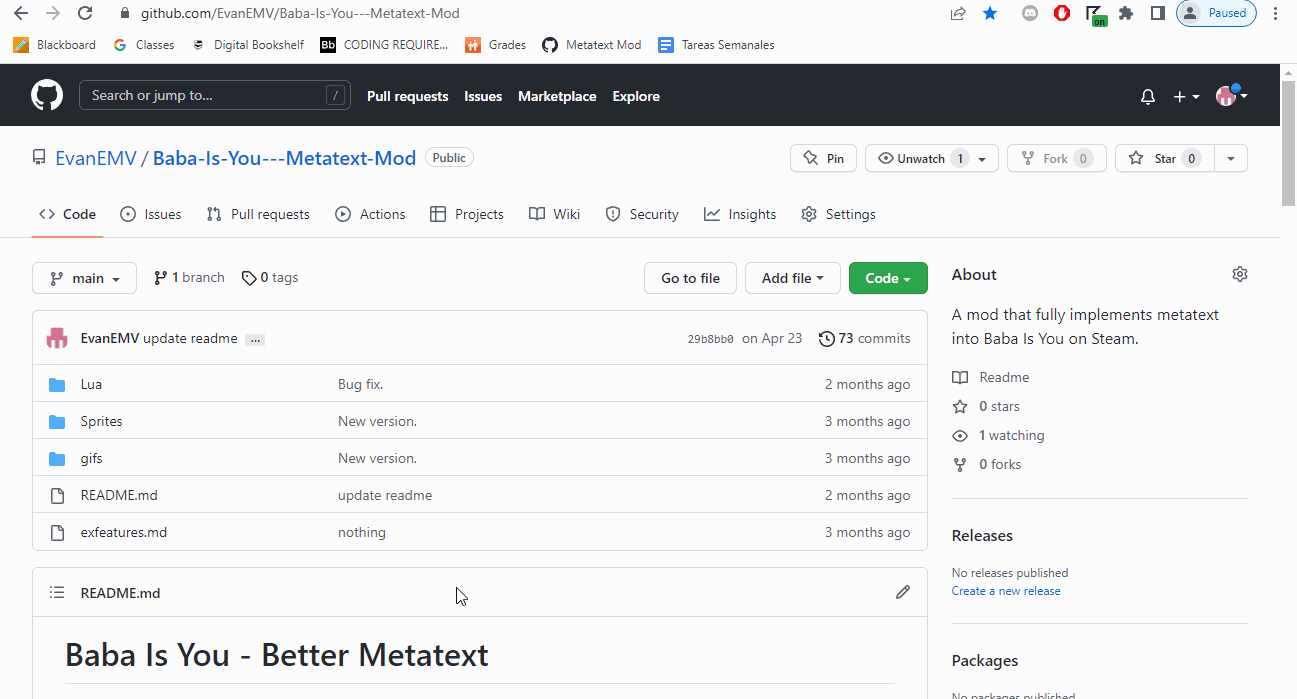 github.com/EvanEMV/Baba-Is-You---Metatext-Mod
on
Paused
Blackboard
Classes
Digital Bookshelf
Bb CODING REQUIRE...
Grades
Metatext Mod
Tareas Semanales
Search or jump to...
/
Pull requests
Issues
Marketplace
Explore
EvanEMV / Baba-Is-You---Metatext-Mod
Public
Pin
Unwatch 1
Fork 0
Star 0
Code
Issues
Pull requests
Actions
Projects
Wiki
Security
Insights
Settings
main
1 branch
0 tags
Go to file
Add file
Code
EvanEMV update readme ...
29b8bb0 on Apr 23
73 commits
Lua Bug fix. 2 months ago
Sprites New version. 3 months ago
gifs New version. 3 months ago
README.md update readme 2 months ago
exfeatures.md nothing 3 months ago
README.md
Baba Is You - Better Metatext
About
A mod that fully implements metatext
into Baba Is You on Steam.
Readme
0 stars
1 watching
0 forks
Releases
No releases published
Create a new release
Packages
No packages published